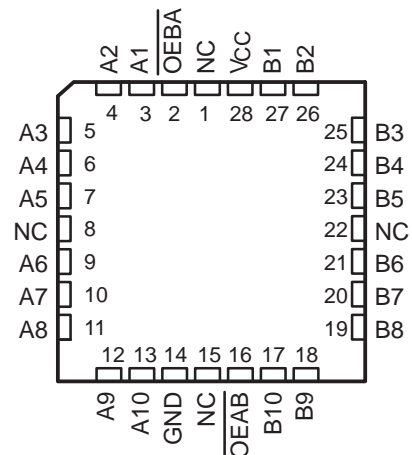 A2 A1 OEBA NC VCC B1 B2
4 3 2 1 28 27 26
A3 5 25 B3
A4 6 24 B4
A5 7 23 B5
NC 8 22 NC
A6 9 21 B6
A7 10 20 B7
A8 11 19 B8
12 13 14 15 16 17 18
A9 A10 GND NC OEAB B10 B9